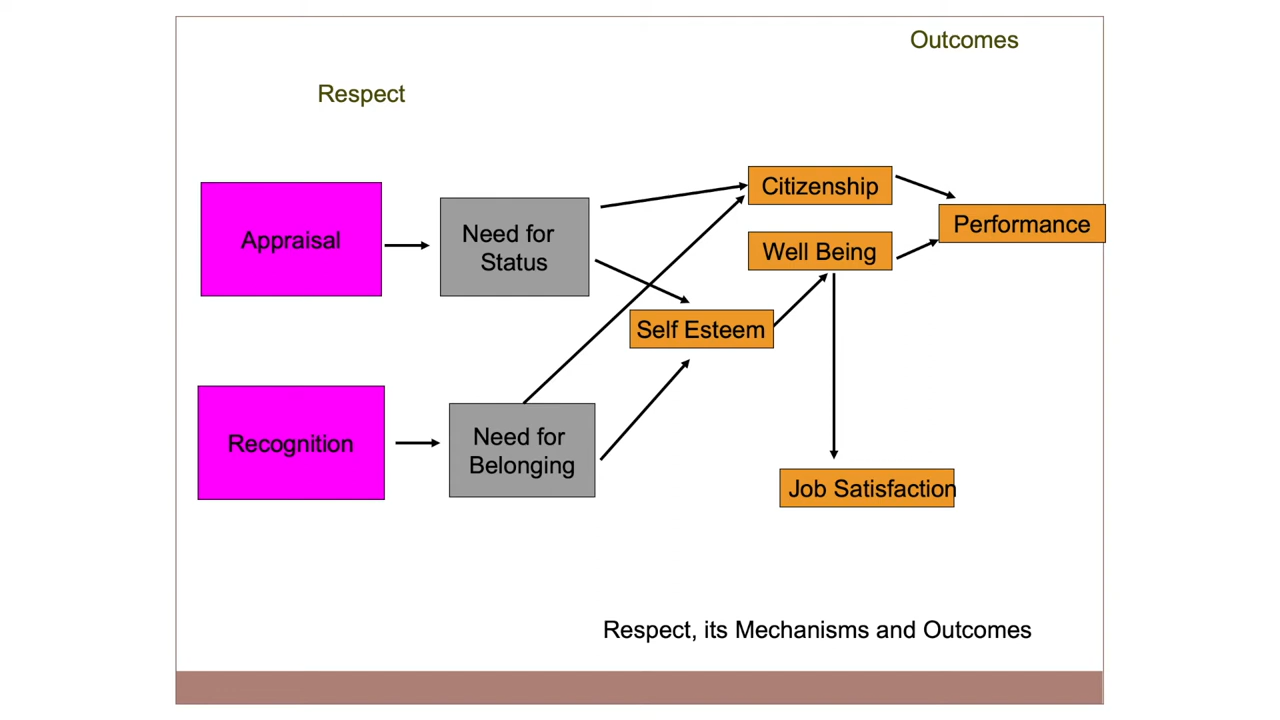 Outcomes
Respect
Appraisal
Need for
Status
Citizenship
Well Being
Performance
Self Esteem
Recognition
Need for
Belonging
Job Satisfaction
Respect, its Mechanisms and Outcomes